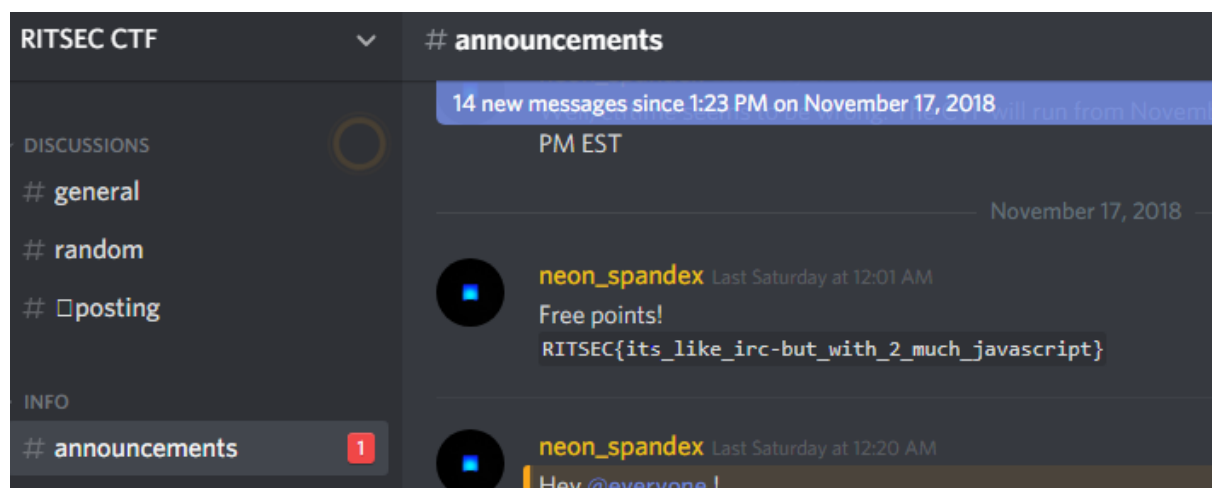 RITSEC CTF
# announcements
14 new messages since 1:23 PM on November 17, 2018
PM EST
DISCUSSIONS
# general
# random
# □posting
November 17, 2018
neon_spandex Last Saturday at 12:01 AM
Free points!
RITSEC{its_like_irc-but_with_2_much_javascript}
INFO
# announcements 1
neon_spandex Last Saturday at 12:20 AM
Hey @everyone !